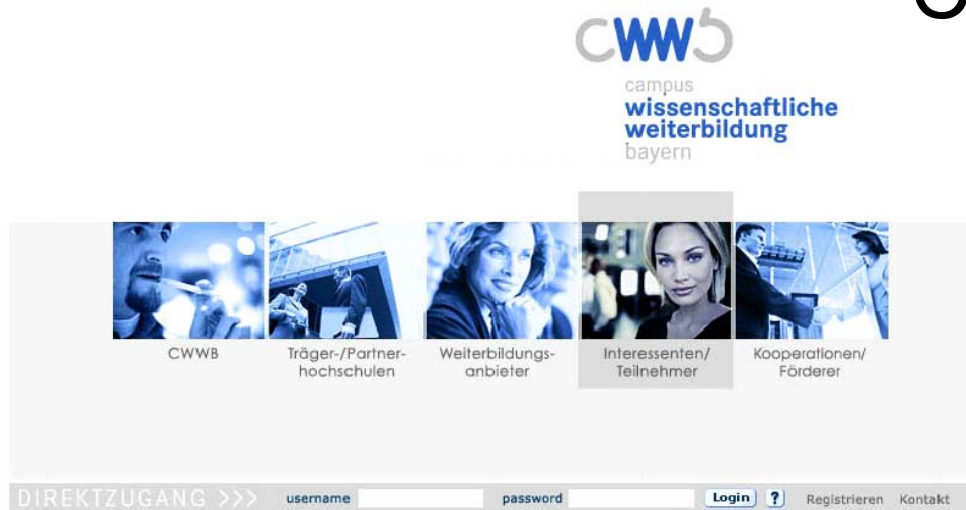 cwwb
campus
wissenschaftliche
weiterbildung
bayern
CWWB
Träger-/Partner-
hochschulen
Weiterbildungs-
anbieter
Interessenten/
Teilnehmer
Kooperationen/
Förderer
DIREKTZUGANG >>> username password Login ? Registrieren Kontakt